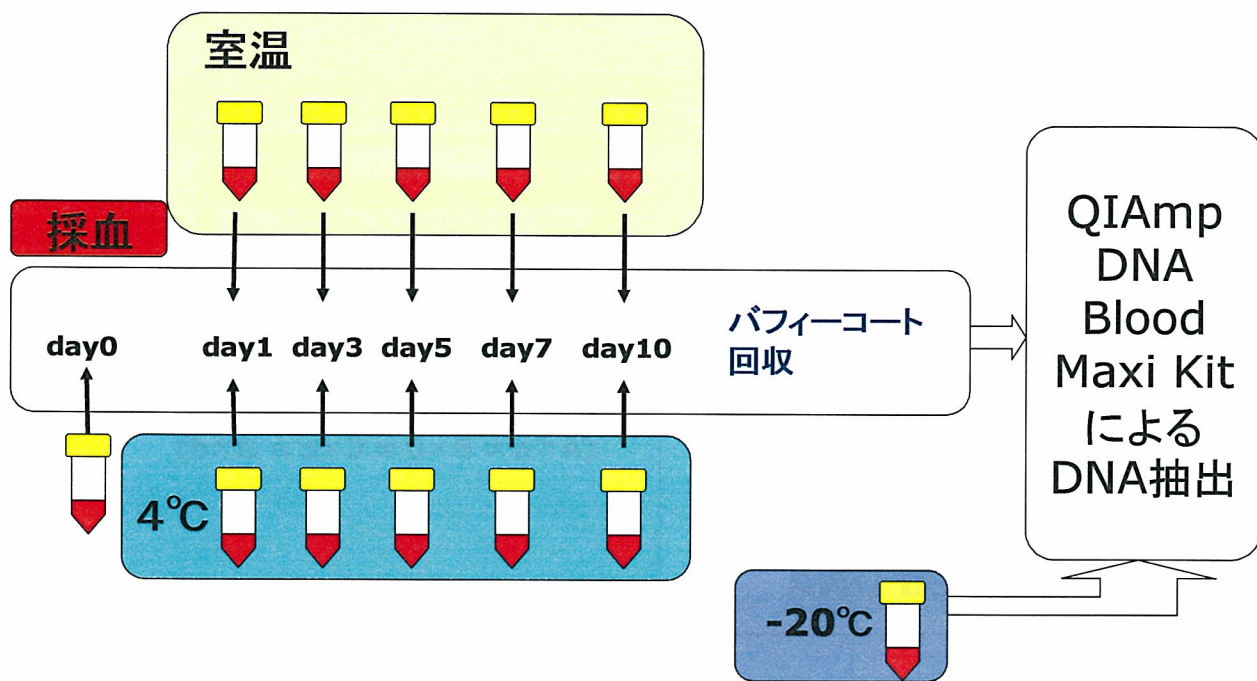 室温
採血
day0 day1 day3 day5 day7 day10
バフィーコート
回収
4℃
-20℃
QIAmp
DNA
Blood
Maxi Kit
による
DNA抽出